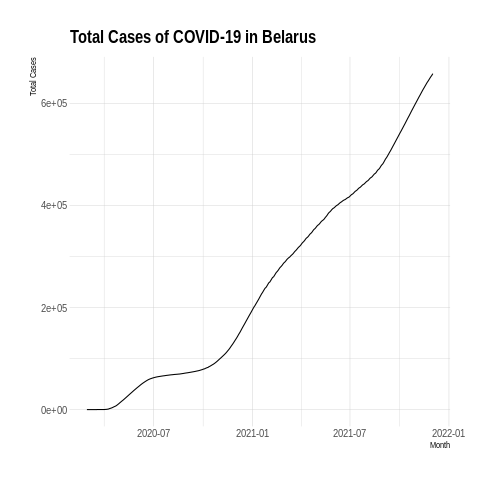 Total Cases of COVID-19 in Belarus
Total Cases
6e+05
4e+05
2e+05
0e+00
2020-07 2021-01 2021-07 2022-01
Month